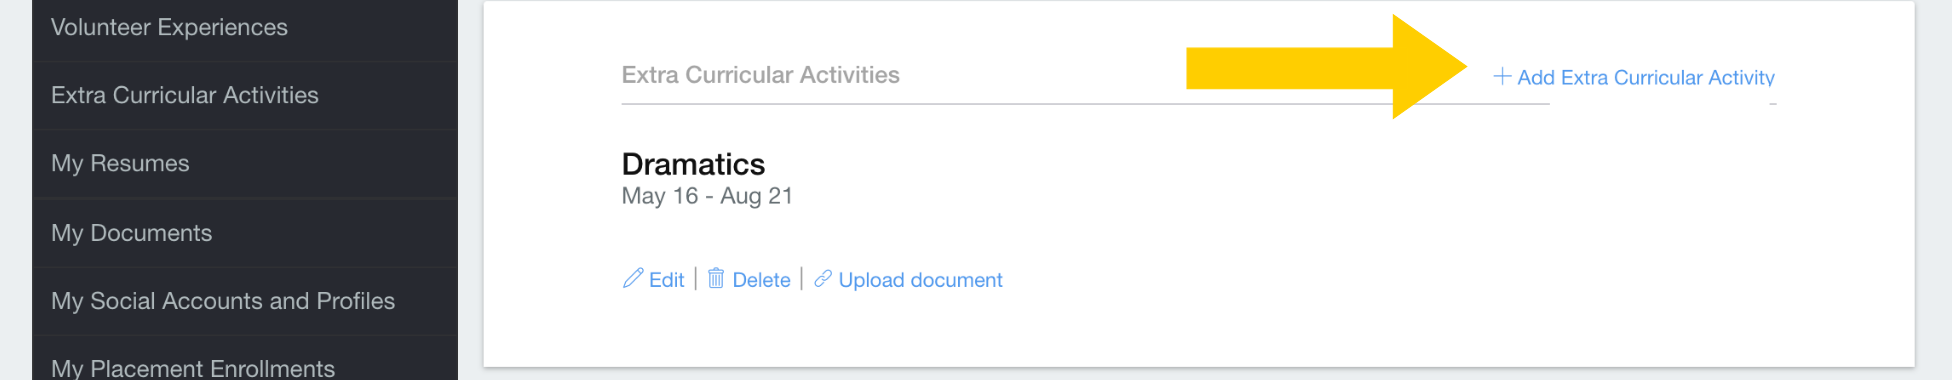 Volunteer Experiences
Extra Curricular Activities
My Resumes
My Documents
My Social Accounts and Profiles
My Placement Enrollments
Extra Curricular Activities
+ Add Extra Curricular Activity
Dramatics
May 16 - Aug 21
Edit | Delete | Upload document